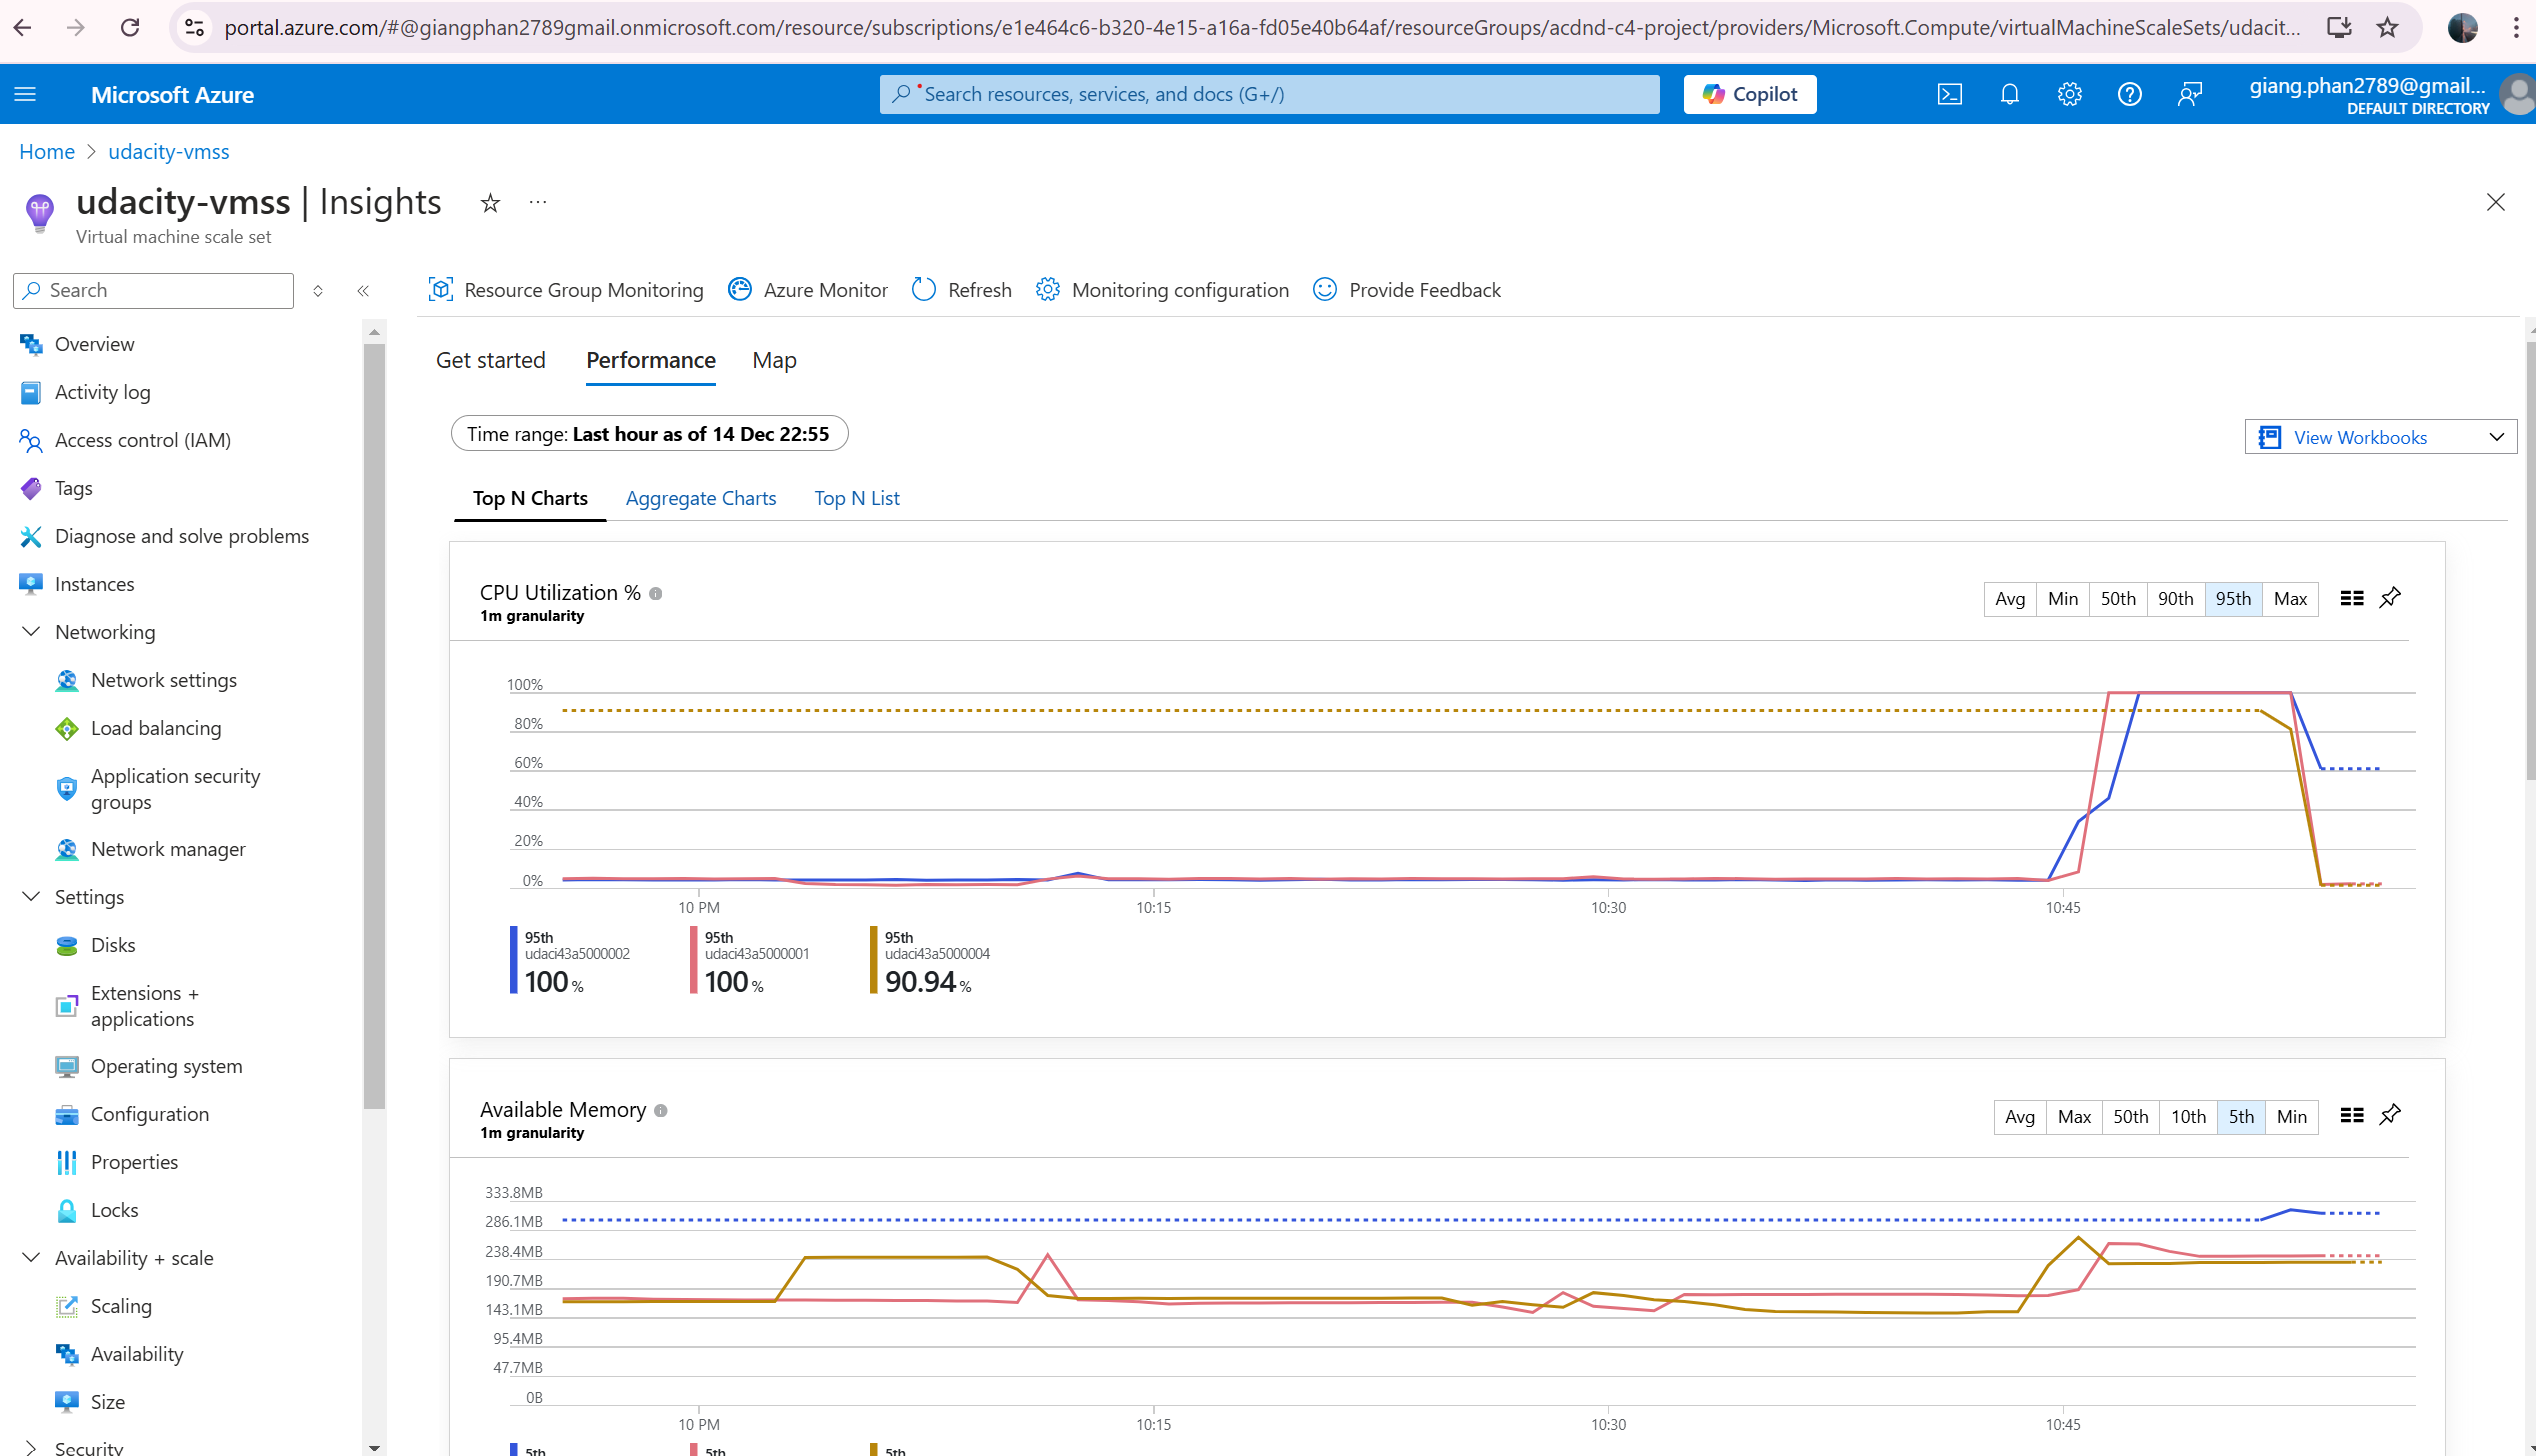 portal.azure.com/#@giangphan2789gmail.onmicrosoft.com/resource/subscriptions/e1e464c6-b320-4e15-a16a-fd05e40b64af/resourceGroups/acdnd-c4-project/providers/Microsoft.Compute/virtualMachineScaleSets/udacit...
Microsoft Azure
Search resources, services, and docs (G+/)
Copilot
giang.phan2789@gmail...
DEFAULT DIRECTORY
Home > udacity-vmss
udacity-vmss | Insights
Virtual machine scale set
Search
Overview
Activity log
Access control (IAM)
Tags
Diagnose and solve problems
Instances
Networking
Network settings
Load balancing
Application security
groups
Network manager
Settings
Disks
Extensions +
applications
Operating system
Configuration
Properties
Locks
Availability + scale
Scaling
Availability
Size
Security
Resource Group Monitoring
Azure Monitor
Refresh
Monitoring configuration
Provide Feedback
Get started
Performance
Map
Time range: Last hour as of 14 Dec 22:55
View Workbooks
Top N Charts
Aggregate Charts
Top N List
CPU Utilization %
1m granularity
Avg
Min
50th
90th
95th
Max
100%
80%
60%
40%
20%
0%
10 PM
10:15
10:30
10:45
95th
udaci43a5000002
100 %
95th
udaci43a5000001
100 %
95th
udaci43a5000004
90.94 %
Available Memory
1m granularity
Avg
Max
50th
10th
5th
Min
333.8MB
286.1MB
238.4MB
190.7MB
143.1MB
95.4MB
47.7MB
0B
10 PM
10:15
10:30
10:45
5th
5th
5th